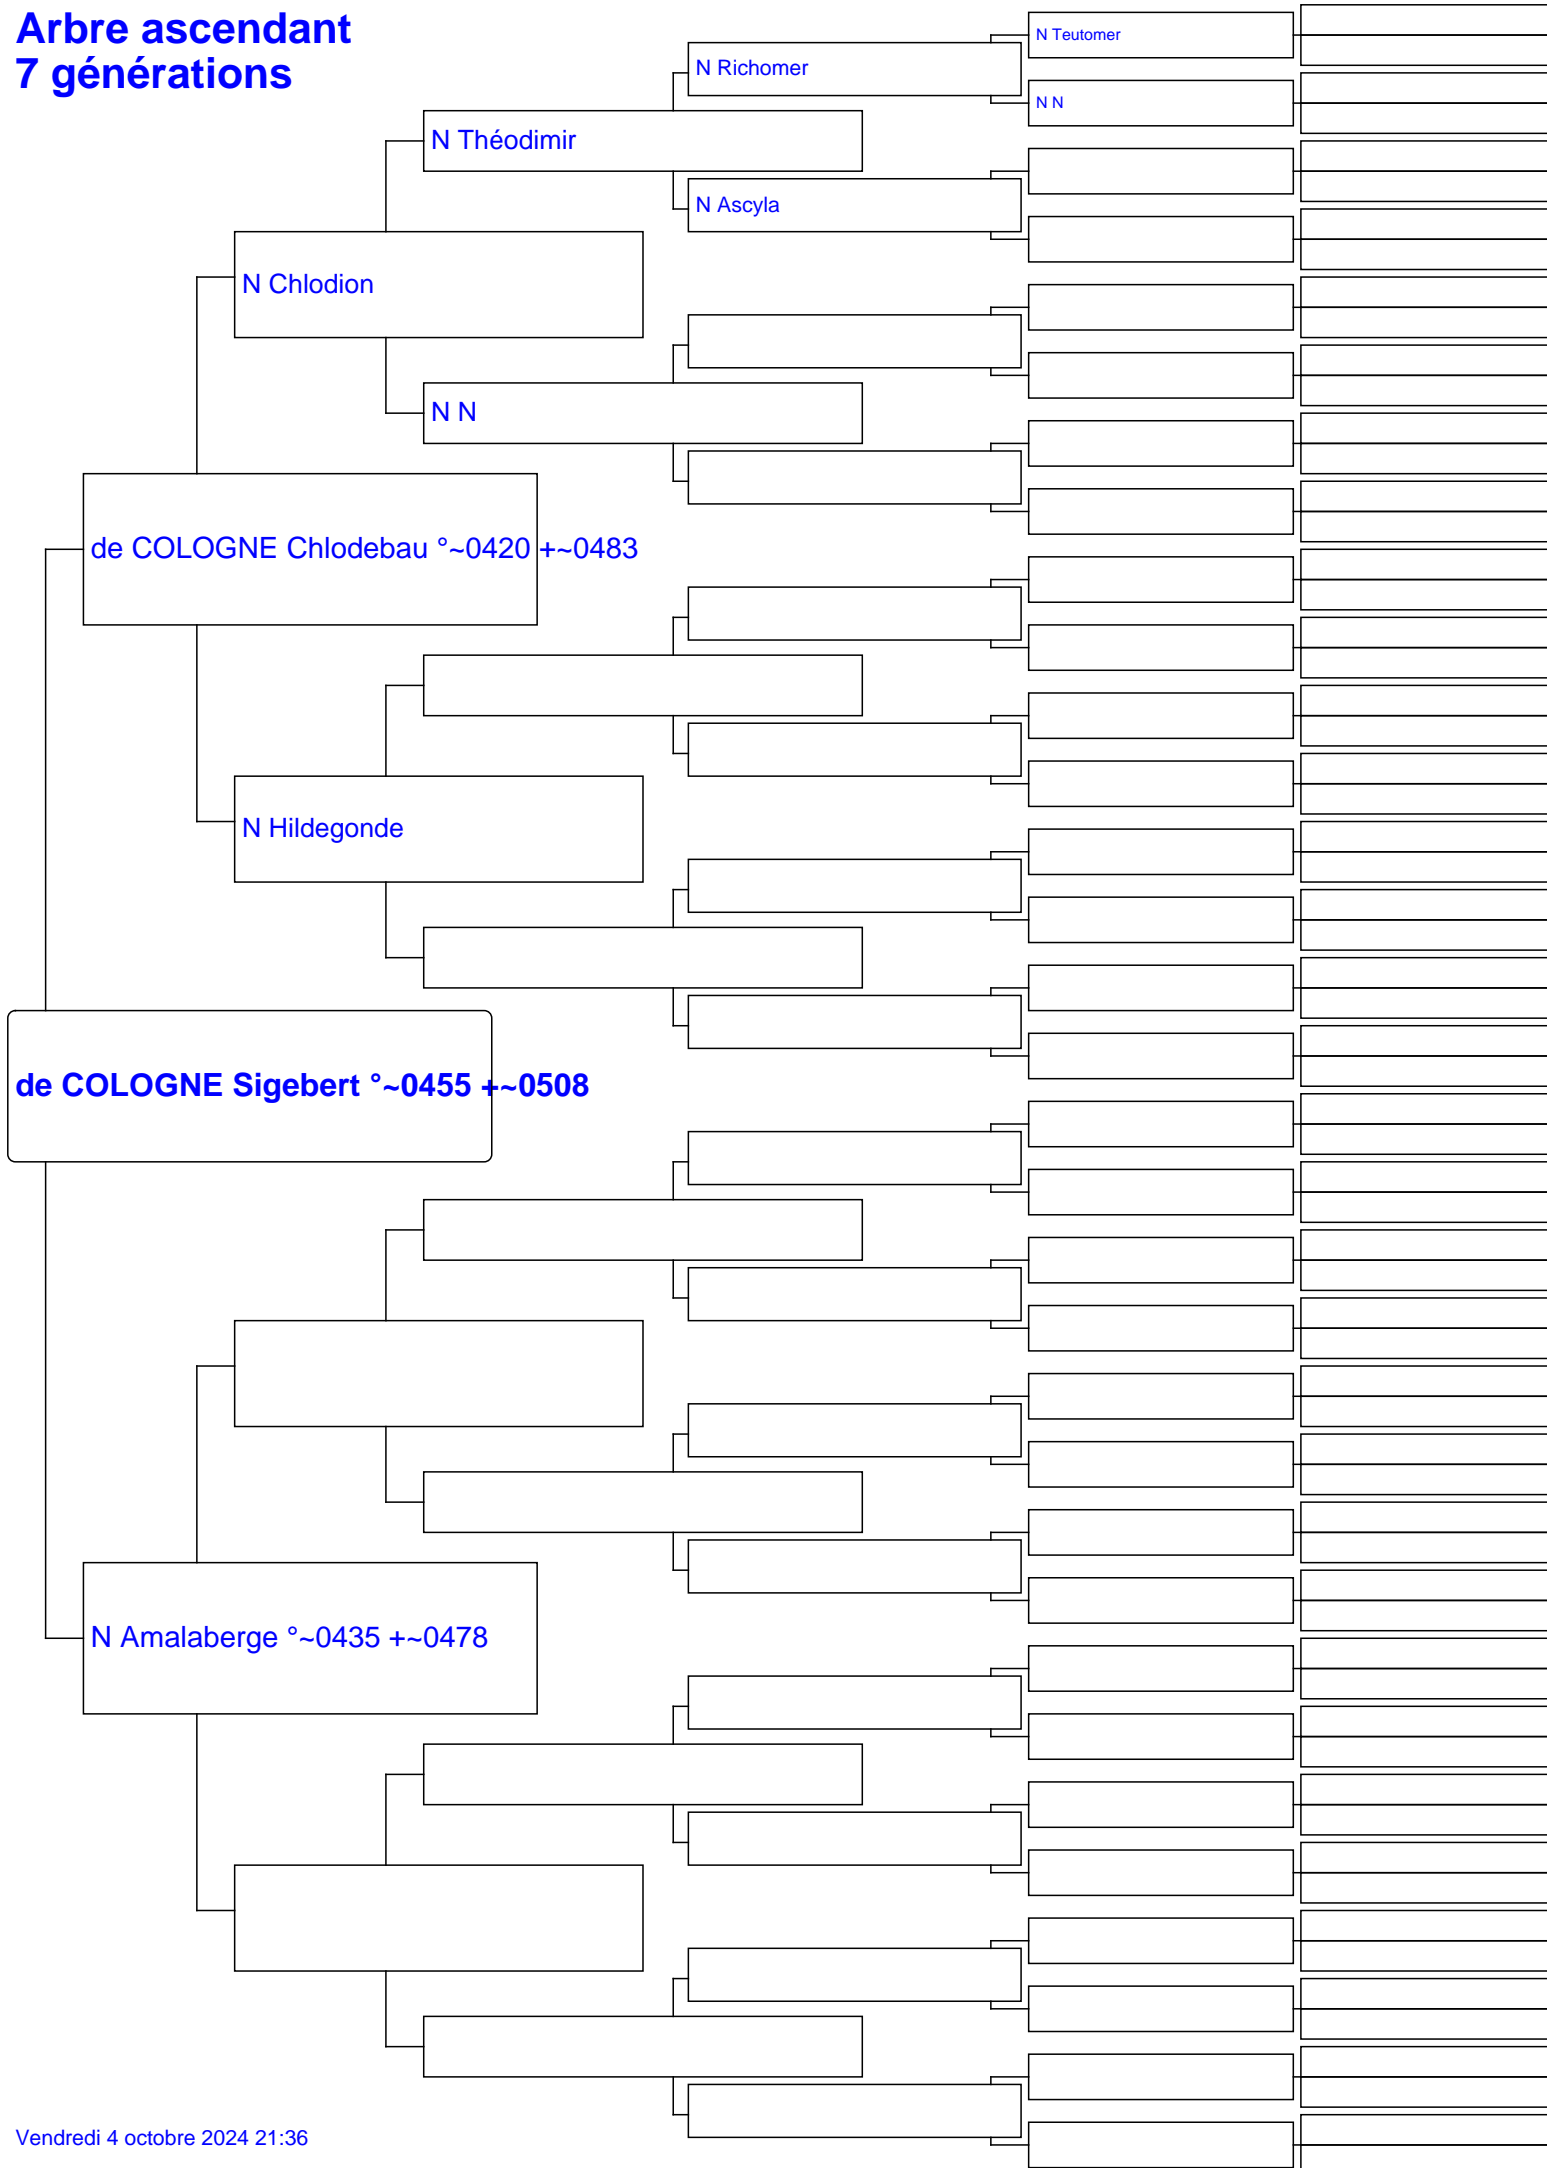 Arbre ascendant
7 générations
N Teutomer
N Richomer
N N
N Théodimir
N Ascyla
N Chlodion
N N
de COLOGNE Chlodebau °~0420 +~0483
N Hildegonde
de COLOGNE Sigebert °~0455 +~0508
N Amalaberge °~0435 +~0478
Vendredi 4 octobre 2024 21:36